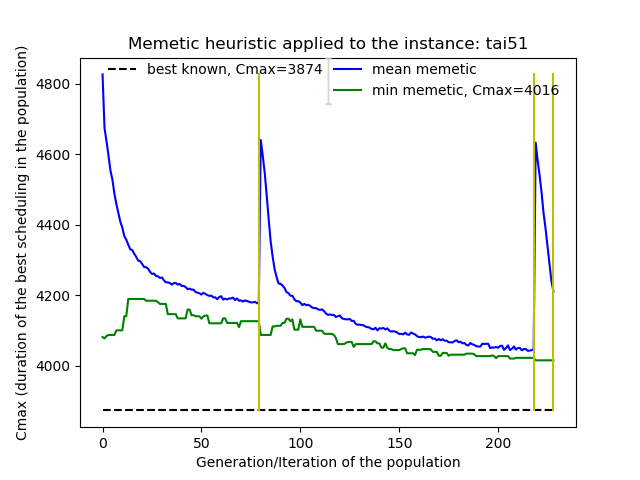 Memetic heuristic applied to the instance: tai51
best known, Cmax=3874
mean memetic
min memetic, Cmax=4016
Cmax (duration of the best scheduling in the population)
4800
4600
4400
4200
4000
0 50 100 150 200
Generation/Iteration of the population